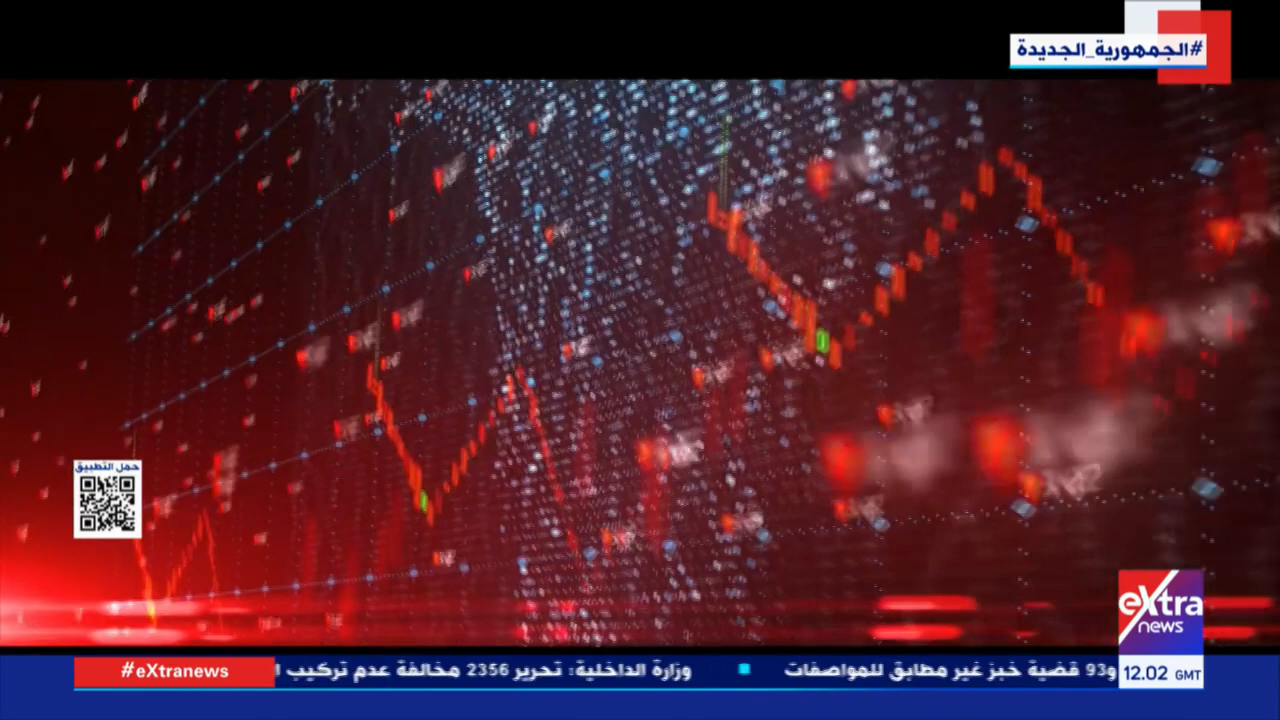 #الجمهورية_الجديدة
حمل التطبيق
eXtra
news
12.02 GMT
و93 قضية خبز غير مطابق للمواصفات ■ وزارة الداخلية: تحرير 2356 مخالفة عدم تركيب
#eXtranews